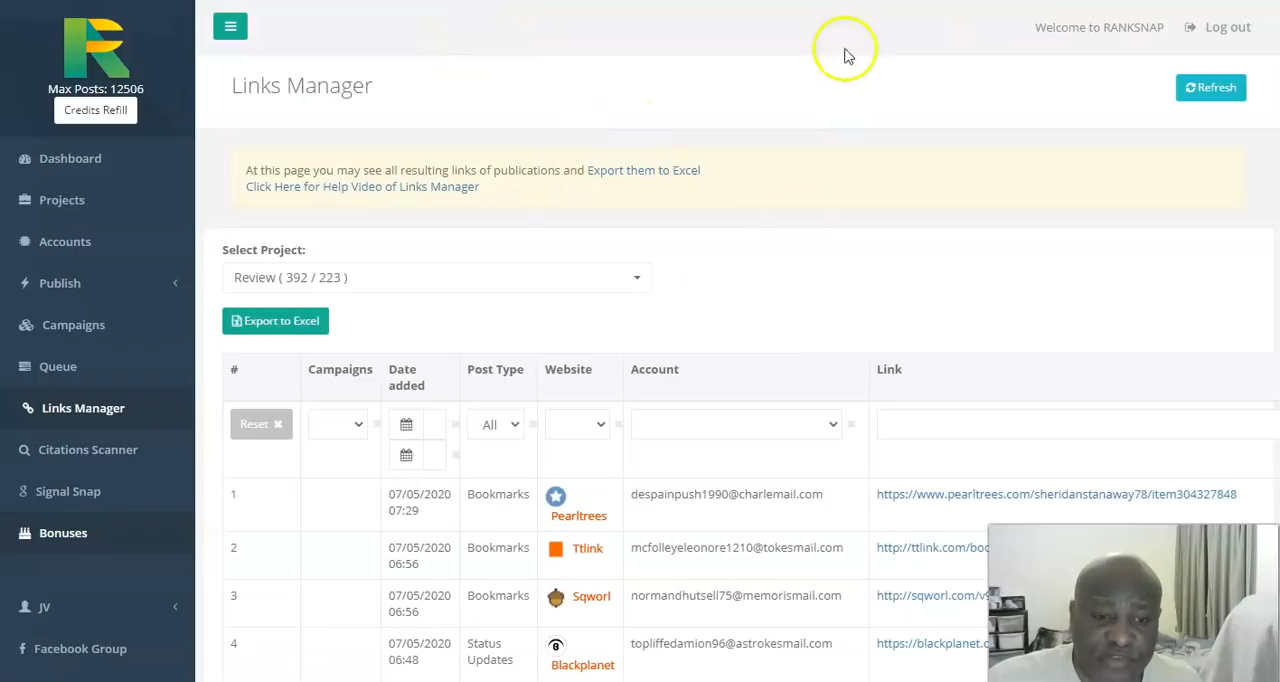 Max Posts: 12506
Credits Refill
Dashboard
Projects
Accounts
Publish
Campaigns
Queue
Links Manager
Citations Scanner
Signal Snap
Bonuses
JV
Facebook Group
Welcome to RANKSNAP
Log out
Links Manager
Refresh
At this page you may see all resulting links of publications and Export them to Excel
Click Here for Help Video of Links Manager
Select Project:
Review ( 392 / 223 )
Export to Excel
# Campaigns Date added Post Type Website Account Link
Reset All
1 07/05/2020 07:29 Bookmarks Pearltrees despainpush1990@charlemail.com https://www.pearltrees.com/sheridanstanaway78/item304327848
2 07/05/2020 06:56 Bookmarks Ttlink mcfolleyeleonore1210@tokesmail.com http://ttlink.com/boo
3 07/05/2020 06:56 Bookmarks Sqworl normandhutsell75@memorismail.com http://sqworl.com/v9
4 07/05/2020 06:48 Status Updates Blackplanet topliffedamion96@astrokesmail.com https://blackplanet.c